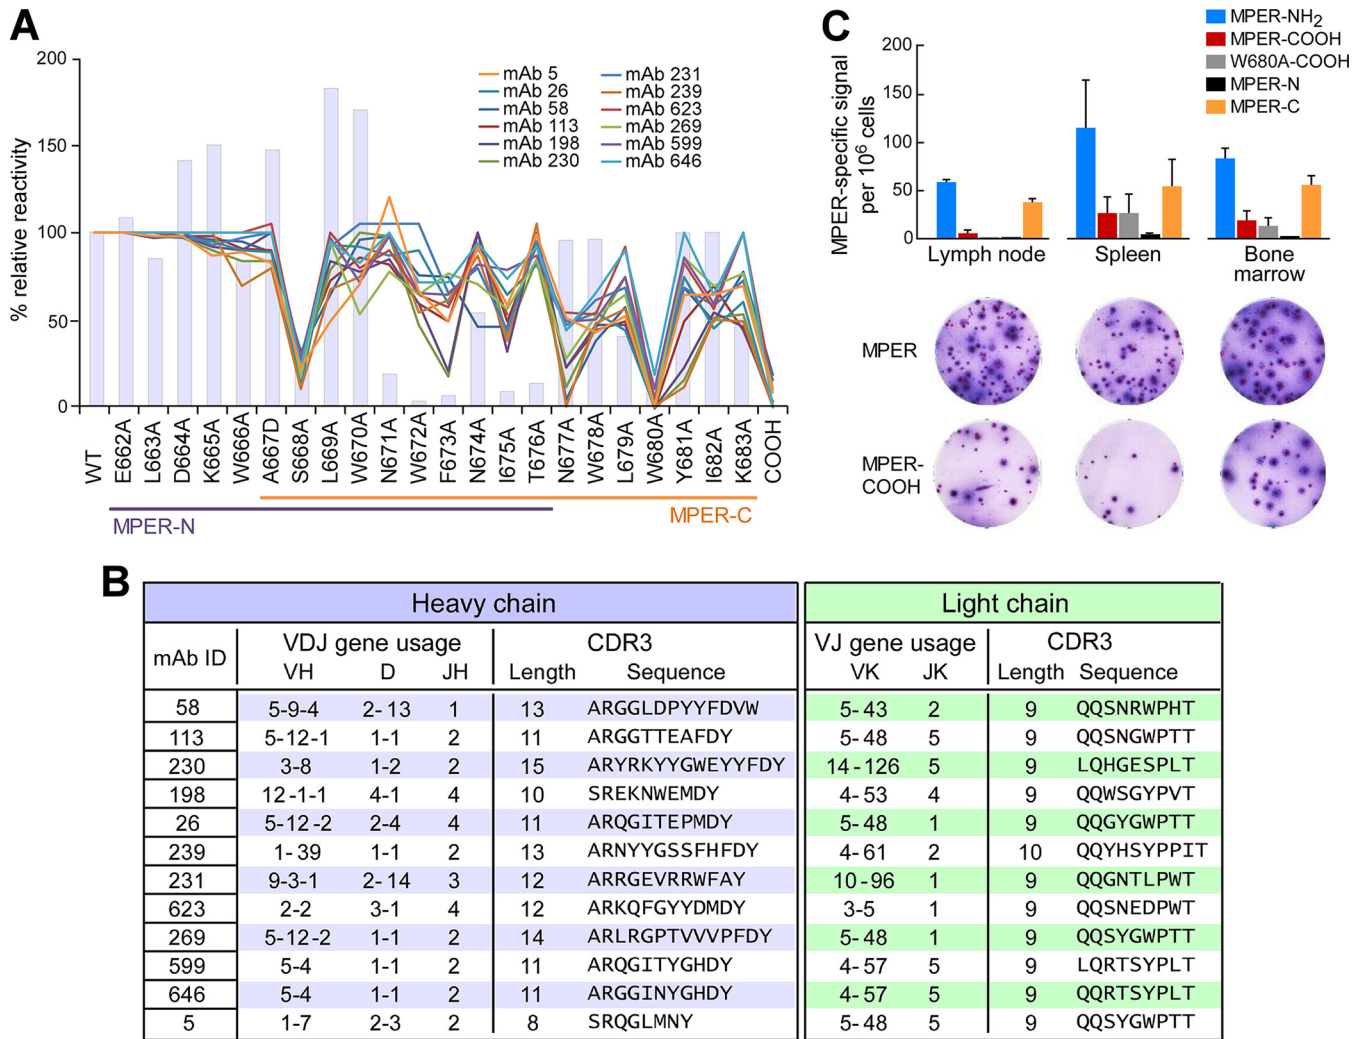 A
200
150
100
50
0
% relative reactivity
mAb 5
mAb 26
mAb 58
mAb 113
mAb 198
mAb 230
mAb 231
mAb 239
mAb 623
mAb 269
mAb 599
mAb 646
WT
E662A
L663A
D664A
K665A
W666A
A667D
S668A
L669A
W670A
N671A
W672A
F673A
N674A
I675A
T676A
N677A
W678A
L679A
W680A
Y681A
I682A
K683A
COOH
MPER-N
MPER-C
C
MPER-NH2
MPER-COOH
W680A-COOH
MPER-N
MPER-C
MPER-specific signal
per 10^6 cells
200
150
100
50
0
Lymph node
Spleen
Bone
marrow
MPER
MPER-
COOH
B
Heavy chain Light chain
mAb ID VDJ gene usage CDR3 VJ gene usage CDR3
VH D JH Length Sequence VK JK Length Sequence
58 5-9-4 2-13 1 13 ARGGLDPYYFDVW 5-43 2 9 QQSNRWPHT
113 5-12-1 1-1 2 11 ARGGTTEAFDY 5-48 5 9 QQSNGWPTT
230 3-8 1-2 2 15 ARYRKYYGWEYYFDY 14-126 5 9 LQHGESPLT
198 12-1-1 4-1 4 10 SREKNWEMDY 4-53 4 9 QQWSGYPVT
26 5-12-2 2-4 4 11 ARQGITEPMDY 5-48 1 9 QQGYGWPTT
239 1-39 1-1 2 13 ARNYYGSSFHFDY 4-61 2 10 QQYHSYPPIT
231 9-3-1 2-14 3 12 ARRGEVRRWFAY 10-96 1 9 QQGNTLPWT
623 2-2 3-1 4 12 ARKQFGYYDMDY 3-5 1 9 QQSNEDPWT
269 5-12-2 1-1 2 14 ARLRGPTVVVPFDY 5-48 1 9 QQSYGWPTT
599 5-4 1-1 2 11 ARQGITYGHDY 4-57 5 9 LQRTSYPLT
646 5-4 1-1 2 11 ARGGINYGHDY 4-57 5 9 QQRTSYPLT
5 1-7 2-3 2 8 SRQGLMNY 5-48 5 9 QQSYGWPTT